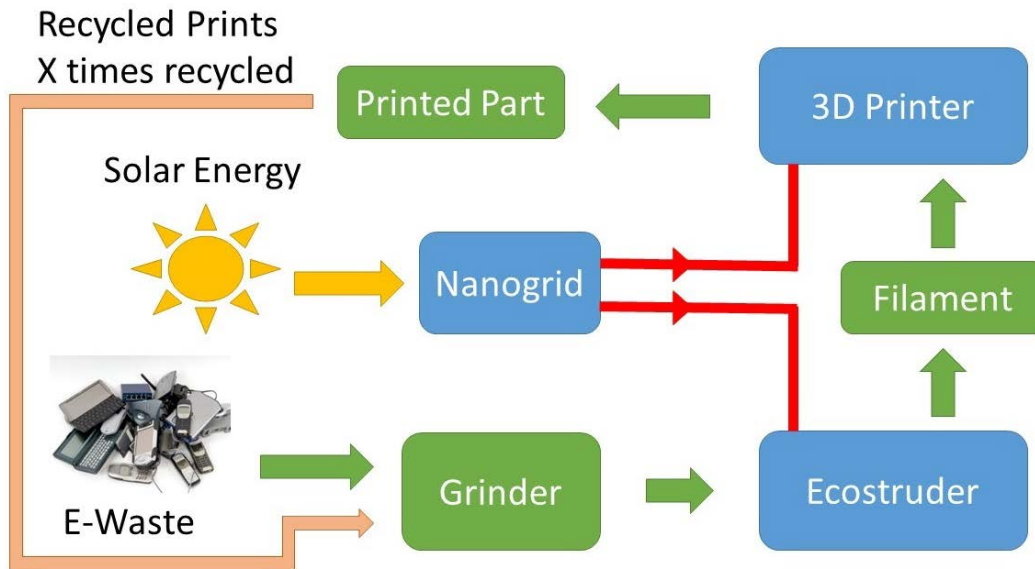 Recycled Prints
X times recycled
Printed Part
3D Printer
Solar Energy
Nanogrid
Filament
E-Waste
Grinder
Ecostruder